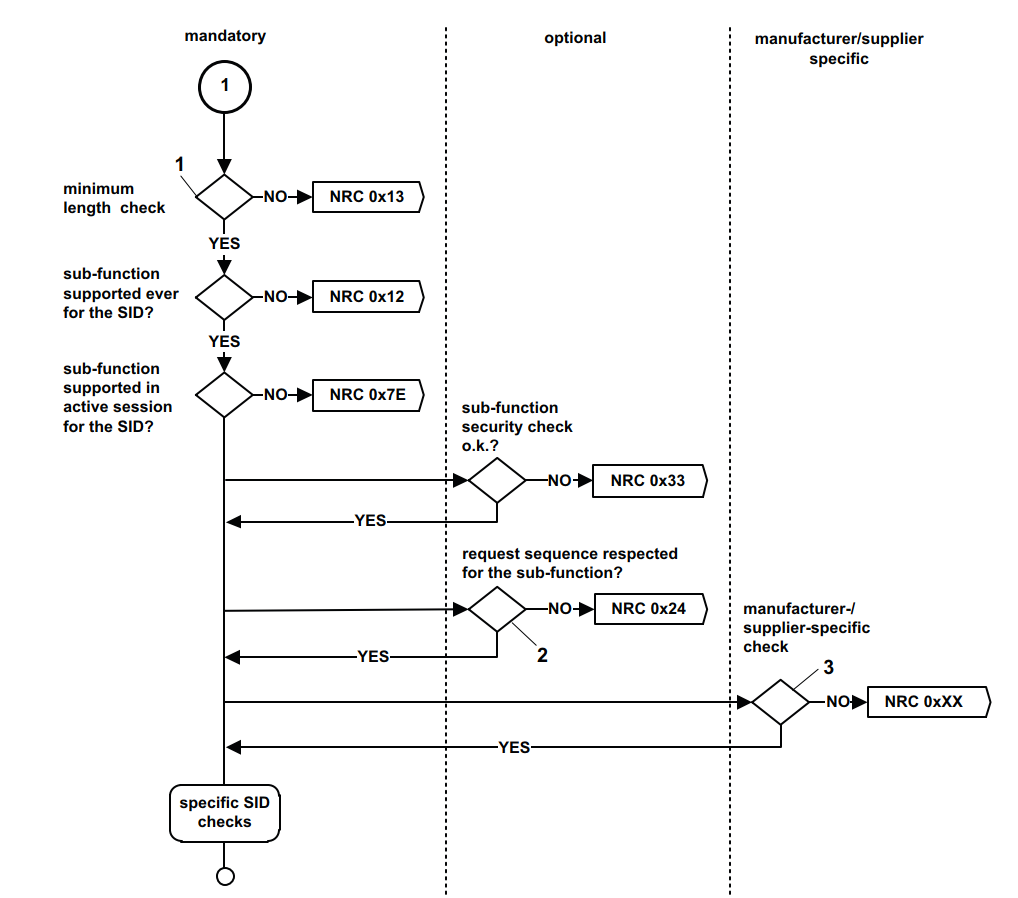 mandatory
optional
manufacturer/supplier
specific
1
1
minimum
length check
NO
NRC 0x13
YES
sub-function
supported ever
for the SID?
NO
NRC 0x12
YES
sub-function
supported in
active session
for the SID?
NO
NRC 0x7E
sub-function
security check
o.k.?
NO
NRC 0x33
YES
request sequence respected
for the sub-function?
NO
NRC 0x24
2
YES
manufacturer-/
supplier-specific
check
3
NO
NRC 0xXX
YES
specific SID
checks